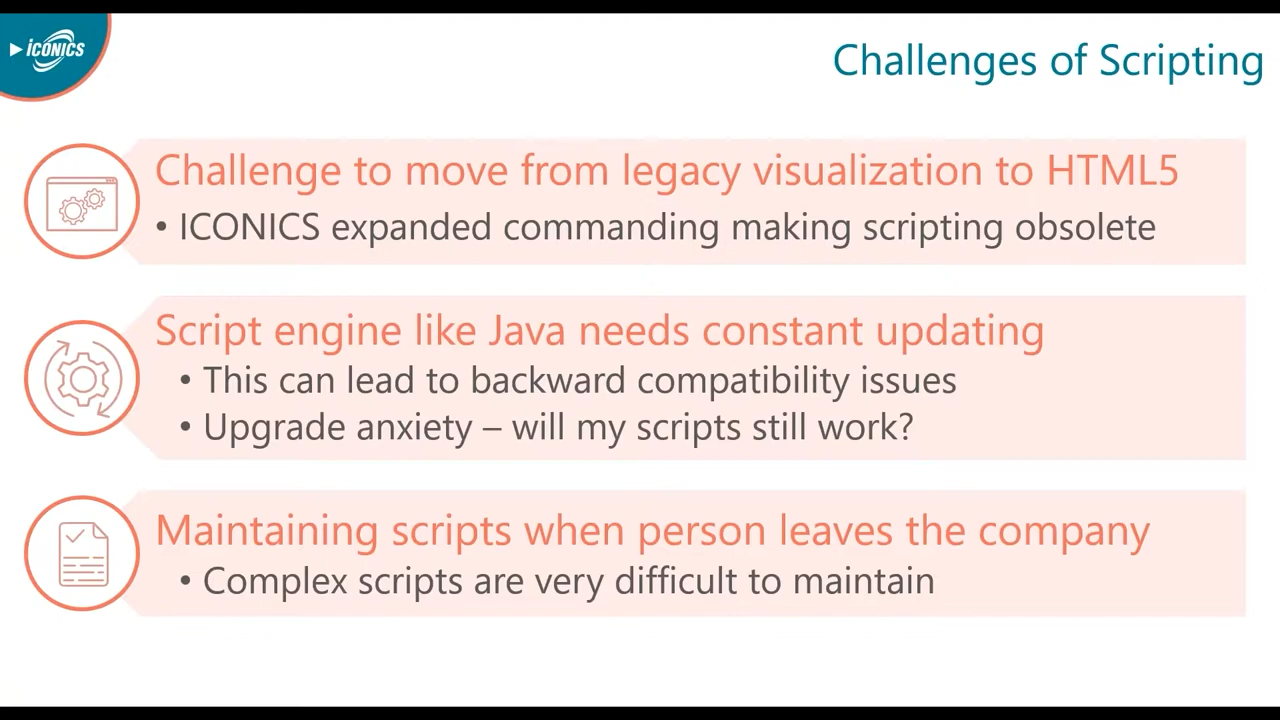 ICONICS
Challenges of Scripting
Challenge to move from legacy visualization to HTML5
• ICONICS expanded commanding making scripting obsolete
Script engine like Java needs constant updating
• This can lead to backward compatibility issues
• Upgrade anxiety – will my scripts still work?
Maintaining scripts when person leaves the company
• Complex scripts are very difficult to maintain